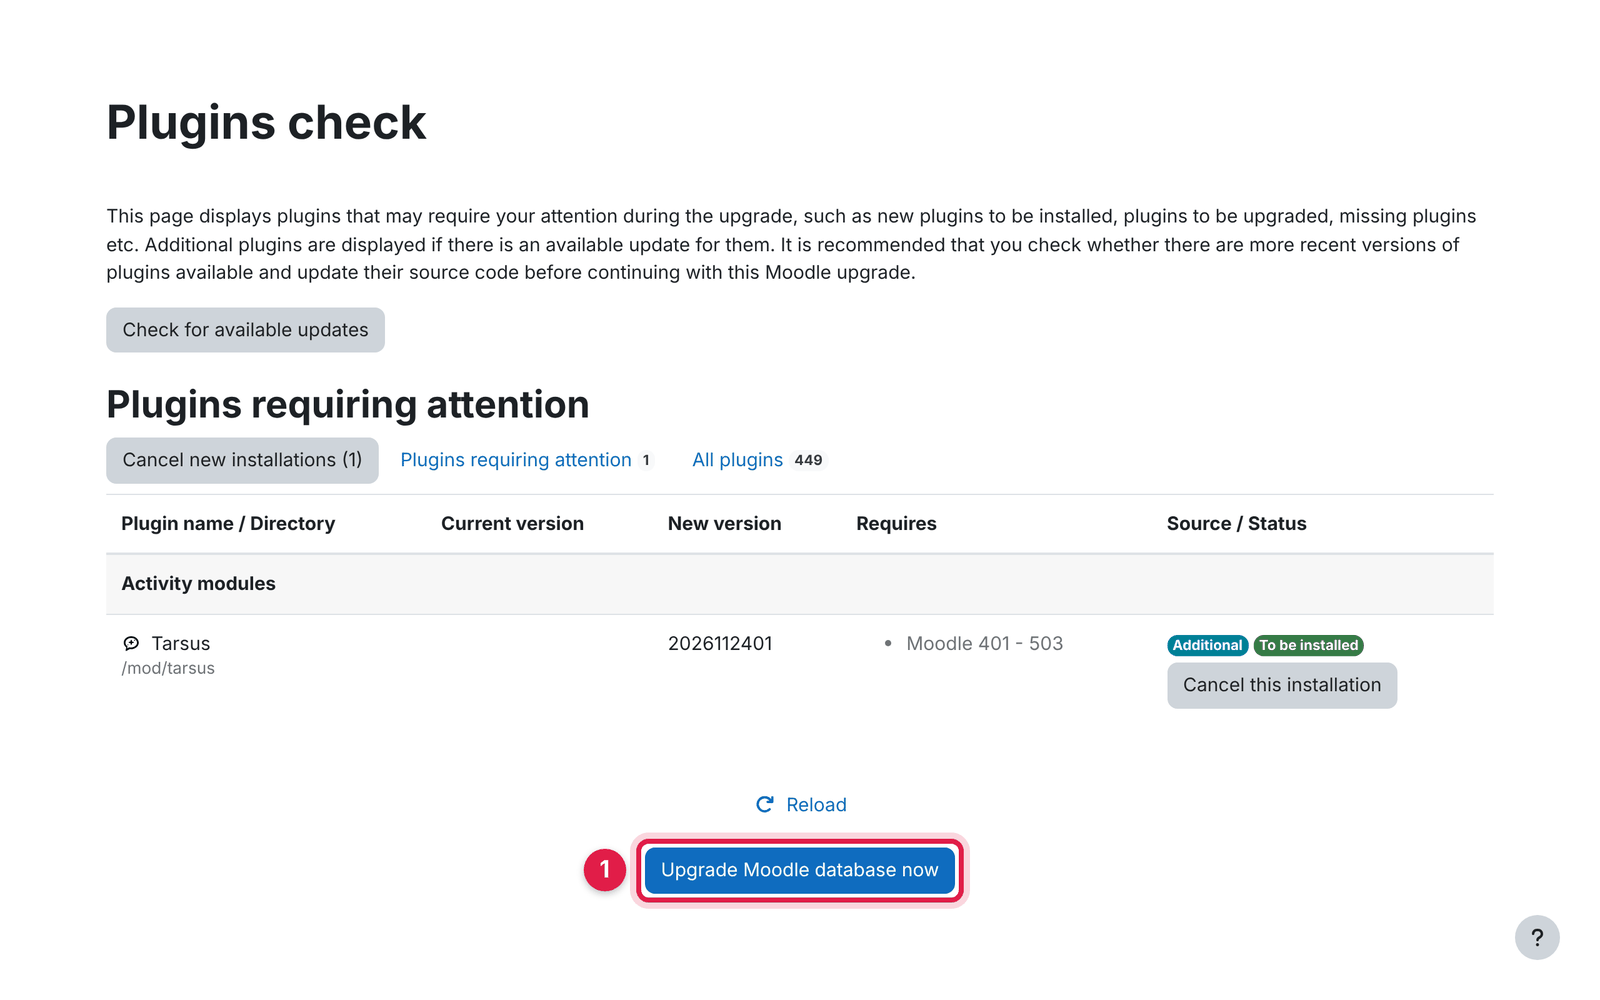 Plugins check
This page displays plugins that may require your attention during the upgrade, such as new plugins to be installed, plugins to be upgraded, missing plugins
etc. Additional plugins are displayed if there is an available update for them. It is recommended that you check whether there are more recent versions of
plugins available and update their source code before continuing with this Moodle upgrade.
Check for available updates
Plugins requiring attention
Cancel new installations (1) Plugins requiring attention 1 All plugins 449
Plugin name / Directory Current version New version Requires Source / Status
Activity modules
Tarsus 2026112401 • Moodle 401 - 503 Additional To be installed
/mod/tarsus
Cancel this installation
Reload
1 Upgrade Moodle database now
?